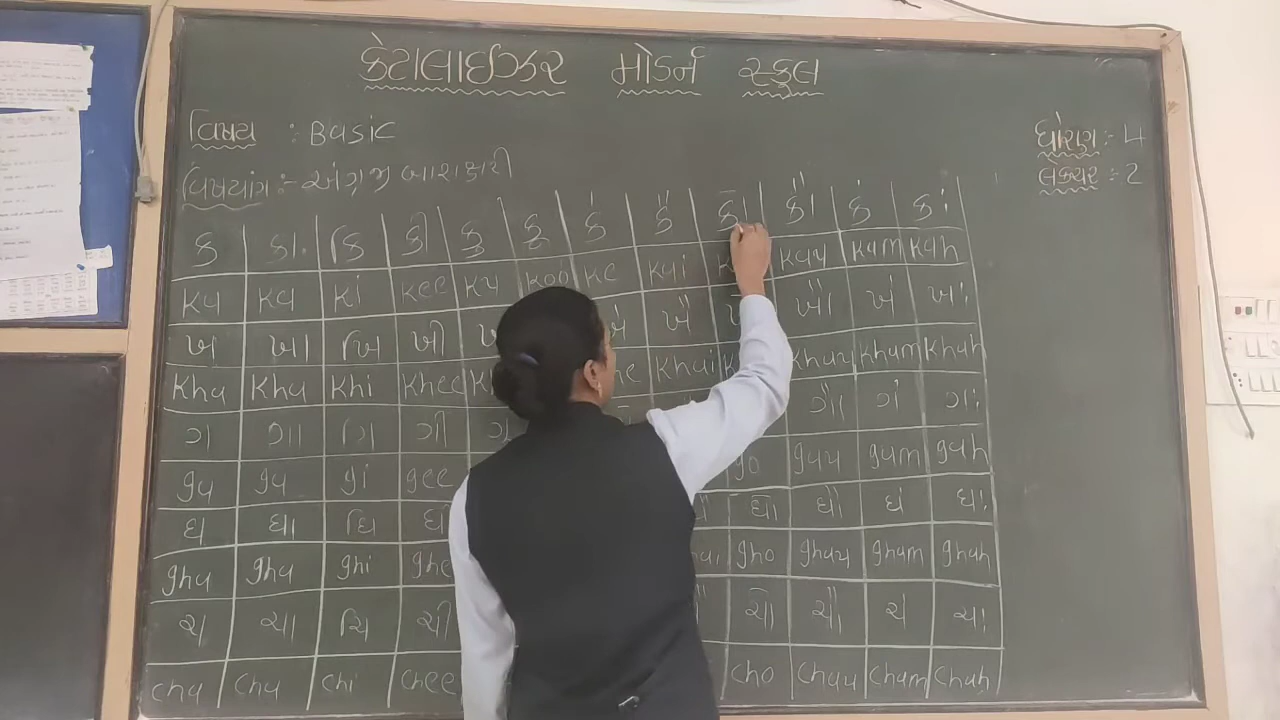 કેટાલાઈઝર મોડર્ન સ્કુલ
વિષય :- Basic
ધોરણ :- 4
વિષયાંગ :- અંગ્રેજી બારાક્ષરી
લેક્ચર :- 2
ક કા કિ કી કુ કૂ કે કૈ કો કૌ કં કઃ
ka ka ki kee ku koo ke kai kau kam kah
ખ ખા ખિ ખી ખૈ ખૌ ખં ખઃ
kha kha khi khee khai khau kham khah
ગ ગા ગિ ગી ગૌ ગં ગઃ
ga ga gi gee go gau gam gah
ઘ ઘા ઘિ ઘો ઘૌ ઘં ઘઃ
gha gha ghi gho ghau gham ghah
ચ ચા ચિ ચી ચો ચૌ ચં ચઃ
cha cha chi chee cho chau cham chah